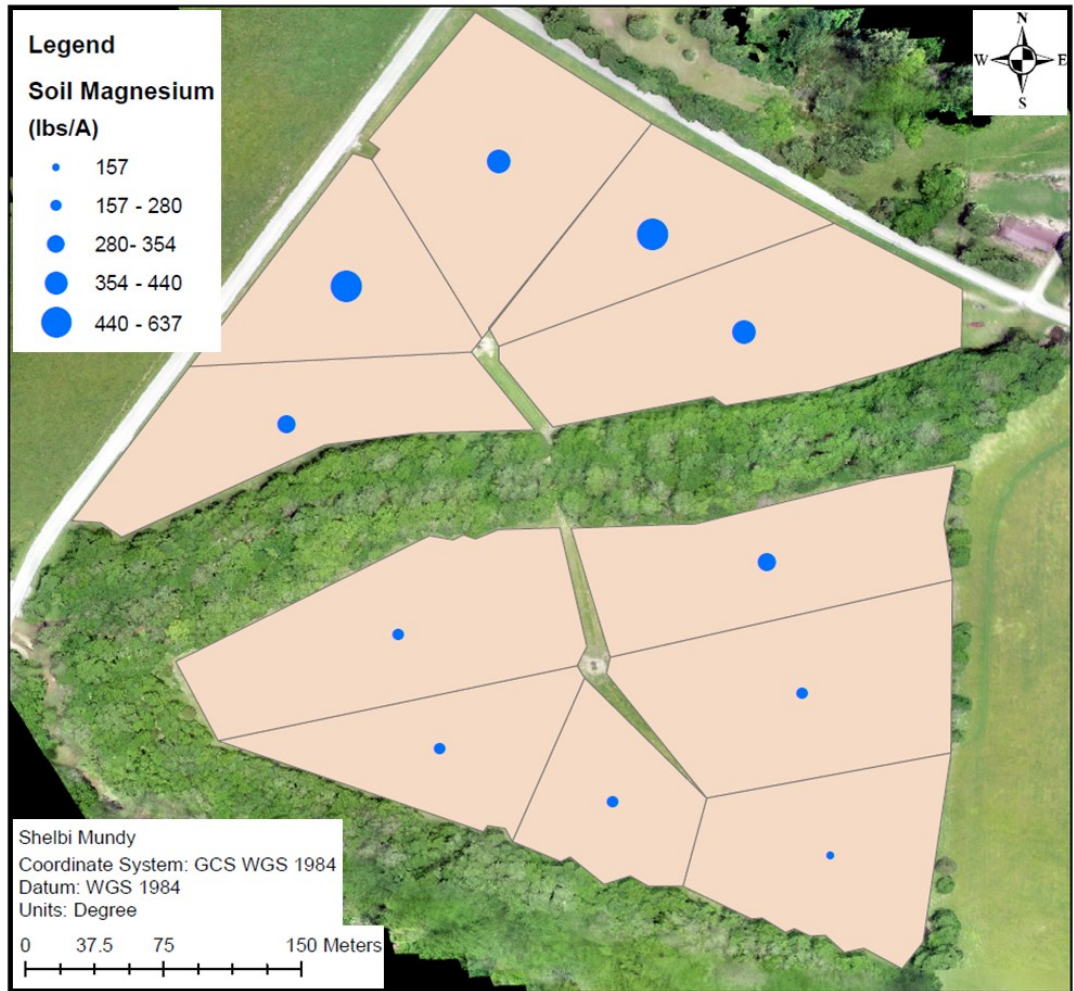 Legend
Soil Magnesium
(lbs/A)
157
157 - 280
280- 354
354 - 440
440 - 637
N
W E
S
Shelbi Mundy
Coordinate System: GCS WGS 1984
Datum: WGS 1984
Units: Degree
0 37.5 75 150 Meters